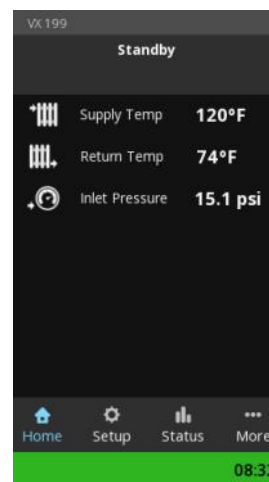 VX 199
Standby
Supply Temp 120°F
Return Temp 74°F
Inlet Pressure 15.1 psi
Home Setup Status More
08:32